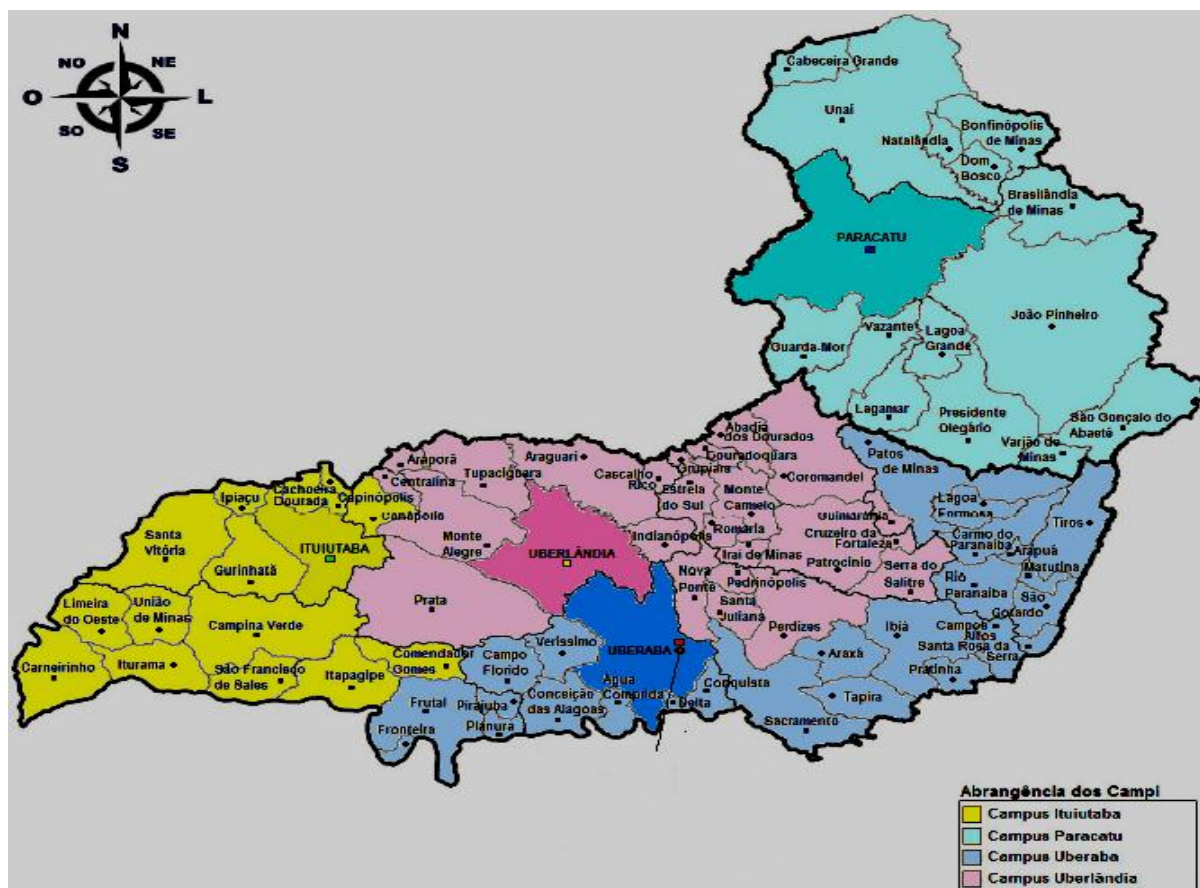 N
NO
NE
O
L
SO
SE
S
Cabeceira Grande
Unaí
Bonfinópolis
de Minas
Natalândia
Dom
Bosco
Brasilândia
de Minas
PARACATU
João Pinheiro
Vazante
Lagoa
Grande
Guarda-Mor
Lagamar
Presidente
Olegário
São Gonçalo do
Abaeté
Varjão de
Minas
Abadia
dos Dourados
Douradoquara
Patos
de Minas
Araguari
Grupiara
Araporã
Tupaciguara
Cascalho
Rico
Coromandel
Centralina
Estrela
do Sul
Monte
Carmelo
Cachoeira
Dourada
Ipiaçu
Capinópolis
Lagoa
Formosa
Canápolis
Guimarânia
Tiros
Santa
Vitória
Monte
Alegre
Indianópolis
Romaria
Cruzeiro da
Fortaleza
Carmo do
Paranaíba
Arapuá
ITUIUTABA
UBERLÂNDIA
Iraí de Minas
Patrocínio
Serra do
Salitre
Matutina
Gurinhatã
Nova
Ponte
Pedrinópolis
Rio
Paranaíba
São
Gotardo
Limeira
do Oeste
União
de Minas
Prata
Santa
Juliana
Campina Verde
Perdizes
Ibiá
Campos
Altos
Veríssimo
UBERABA
Santa Rosa da
Serra
Carneirinho
Iturama
São Francisco
de Sales
Itapagipe
Comendador
Gomes
Campo
Florido
Araxá
Pratinha
Água
Comprida
Conquista
Tapira
Frutal
Pirajuba
Conceição
das Alagoas
Delta
Planura
Sacramento
Fronteira
Abrangência dos Campi
Campus Ituiutaba
Campus Paracatu
Campus Uberaba
Campus Uberlândia